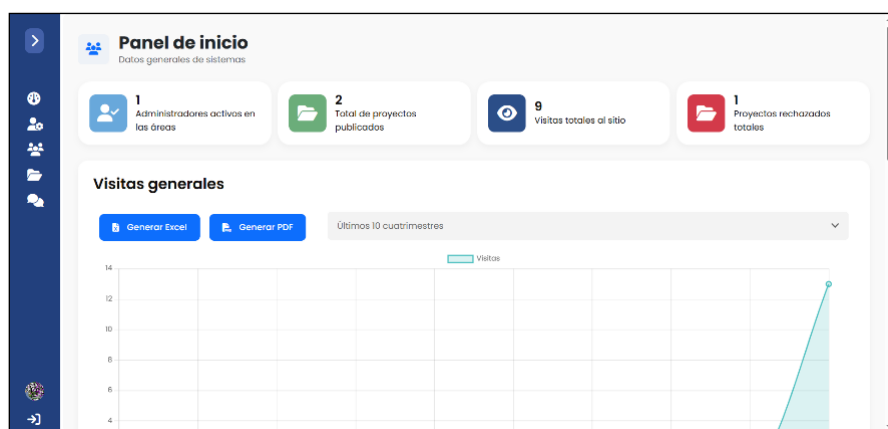 Panel de inicio
Datos generales de sistemas
1
Administradores activos en
las áreas
2
Total de proyectos
publicados
9
Visitas totales al sitio
1
Proyectos rechazados
totales
Visitas generales
Generar Excel
Generar PDF
Últimos 10 cuatrimestres
Visitas
14
12
10
8
6
4